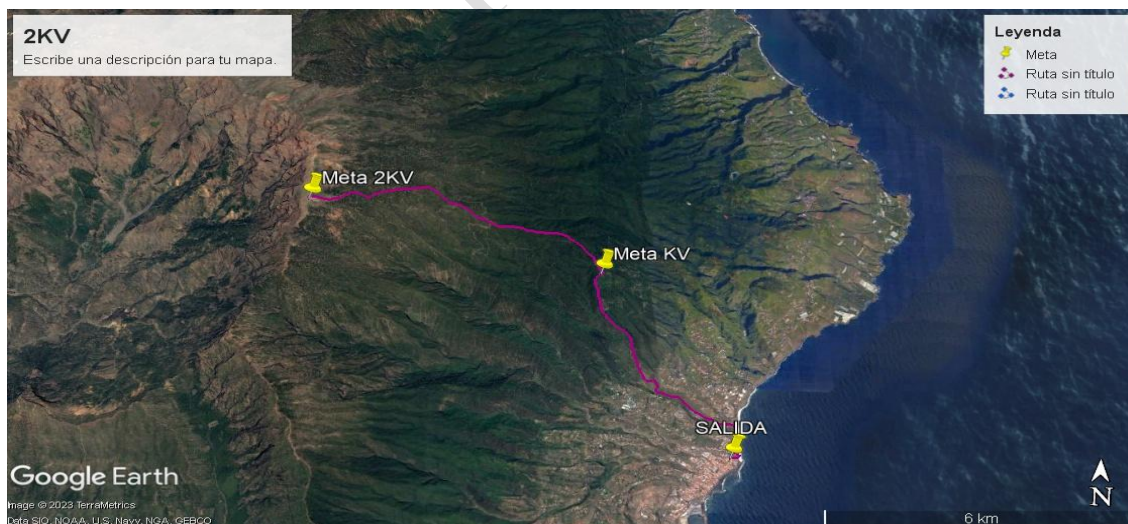 2KV
Escribe una descripción para tu mapa.
Leyenda
Meta
Ruta sin título
Ruta sin título
Meta 2KV
Meta KV
SALIDA
Google Earth
Image © 2023 TerraMetrics
Data SIO, NOAA, U.S. Navy, NGA, GEBCO
N
6 km